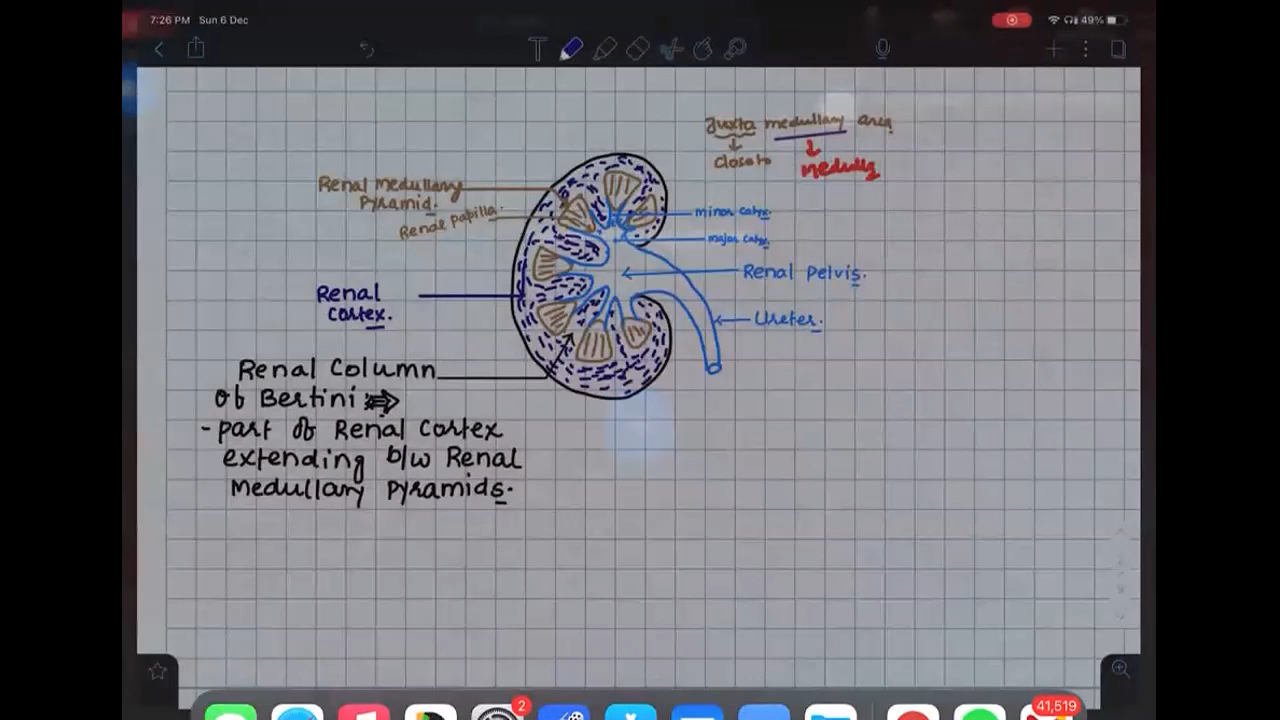 7:26 PM Sun 6 Dec
49%
Juxta medullary area
closeto medulla
Renal Medullary
Pyramid.
Renal Papilla.
minor calyx.
major calyx.
Renal Pelvis.
Renal
cortex.
Ureter.
Renal Column
of Bertini
- part of Renal Cortex
extending b/w Renal
Medullary Pyramids.
2
41,519